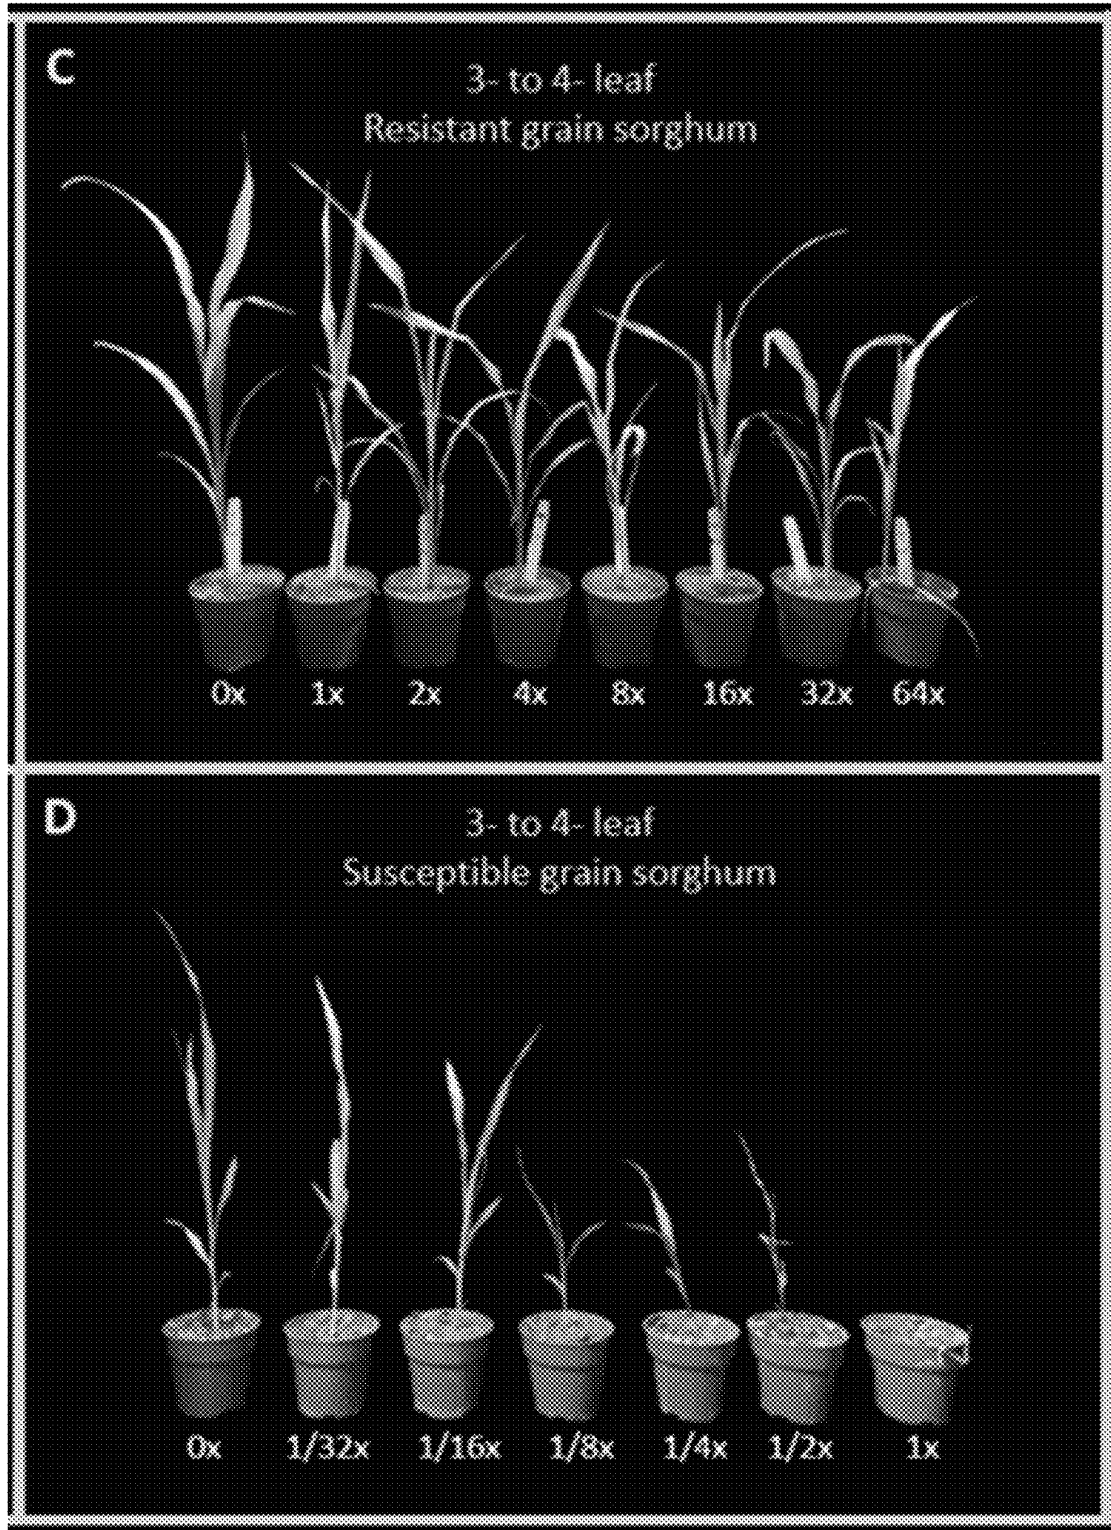 C
3- to 4- leaf
Resistant grain sorghum
0x 1x 2x 4x 8x 16x 32x 64x
D
3- to 4- leaf
Susceptible grain sorghum
0x 1/32x 1/16x 1/8x 1/4x 1/2x 1x